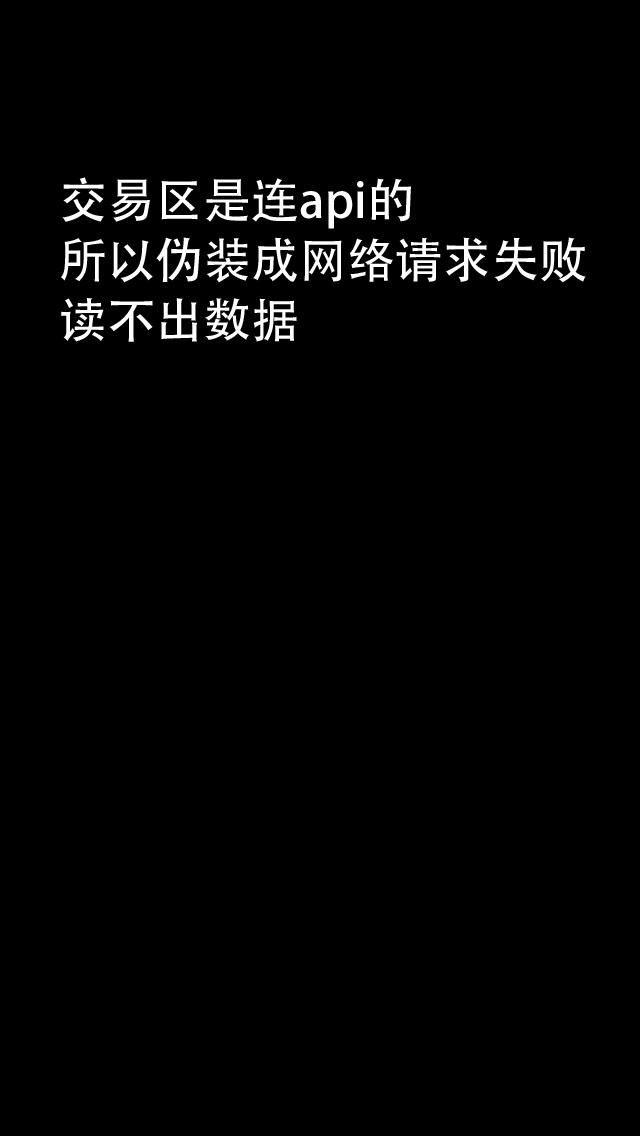 交易区是连api的
所以伪装成网络请求失败
读不出数据